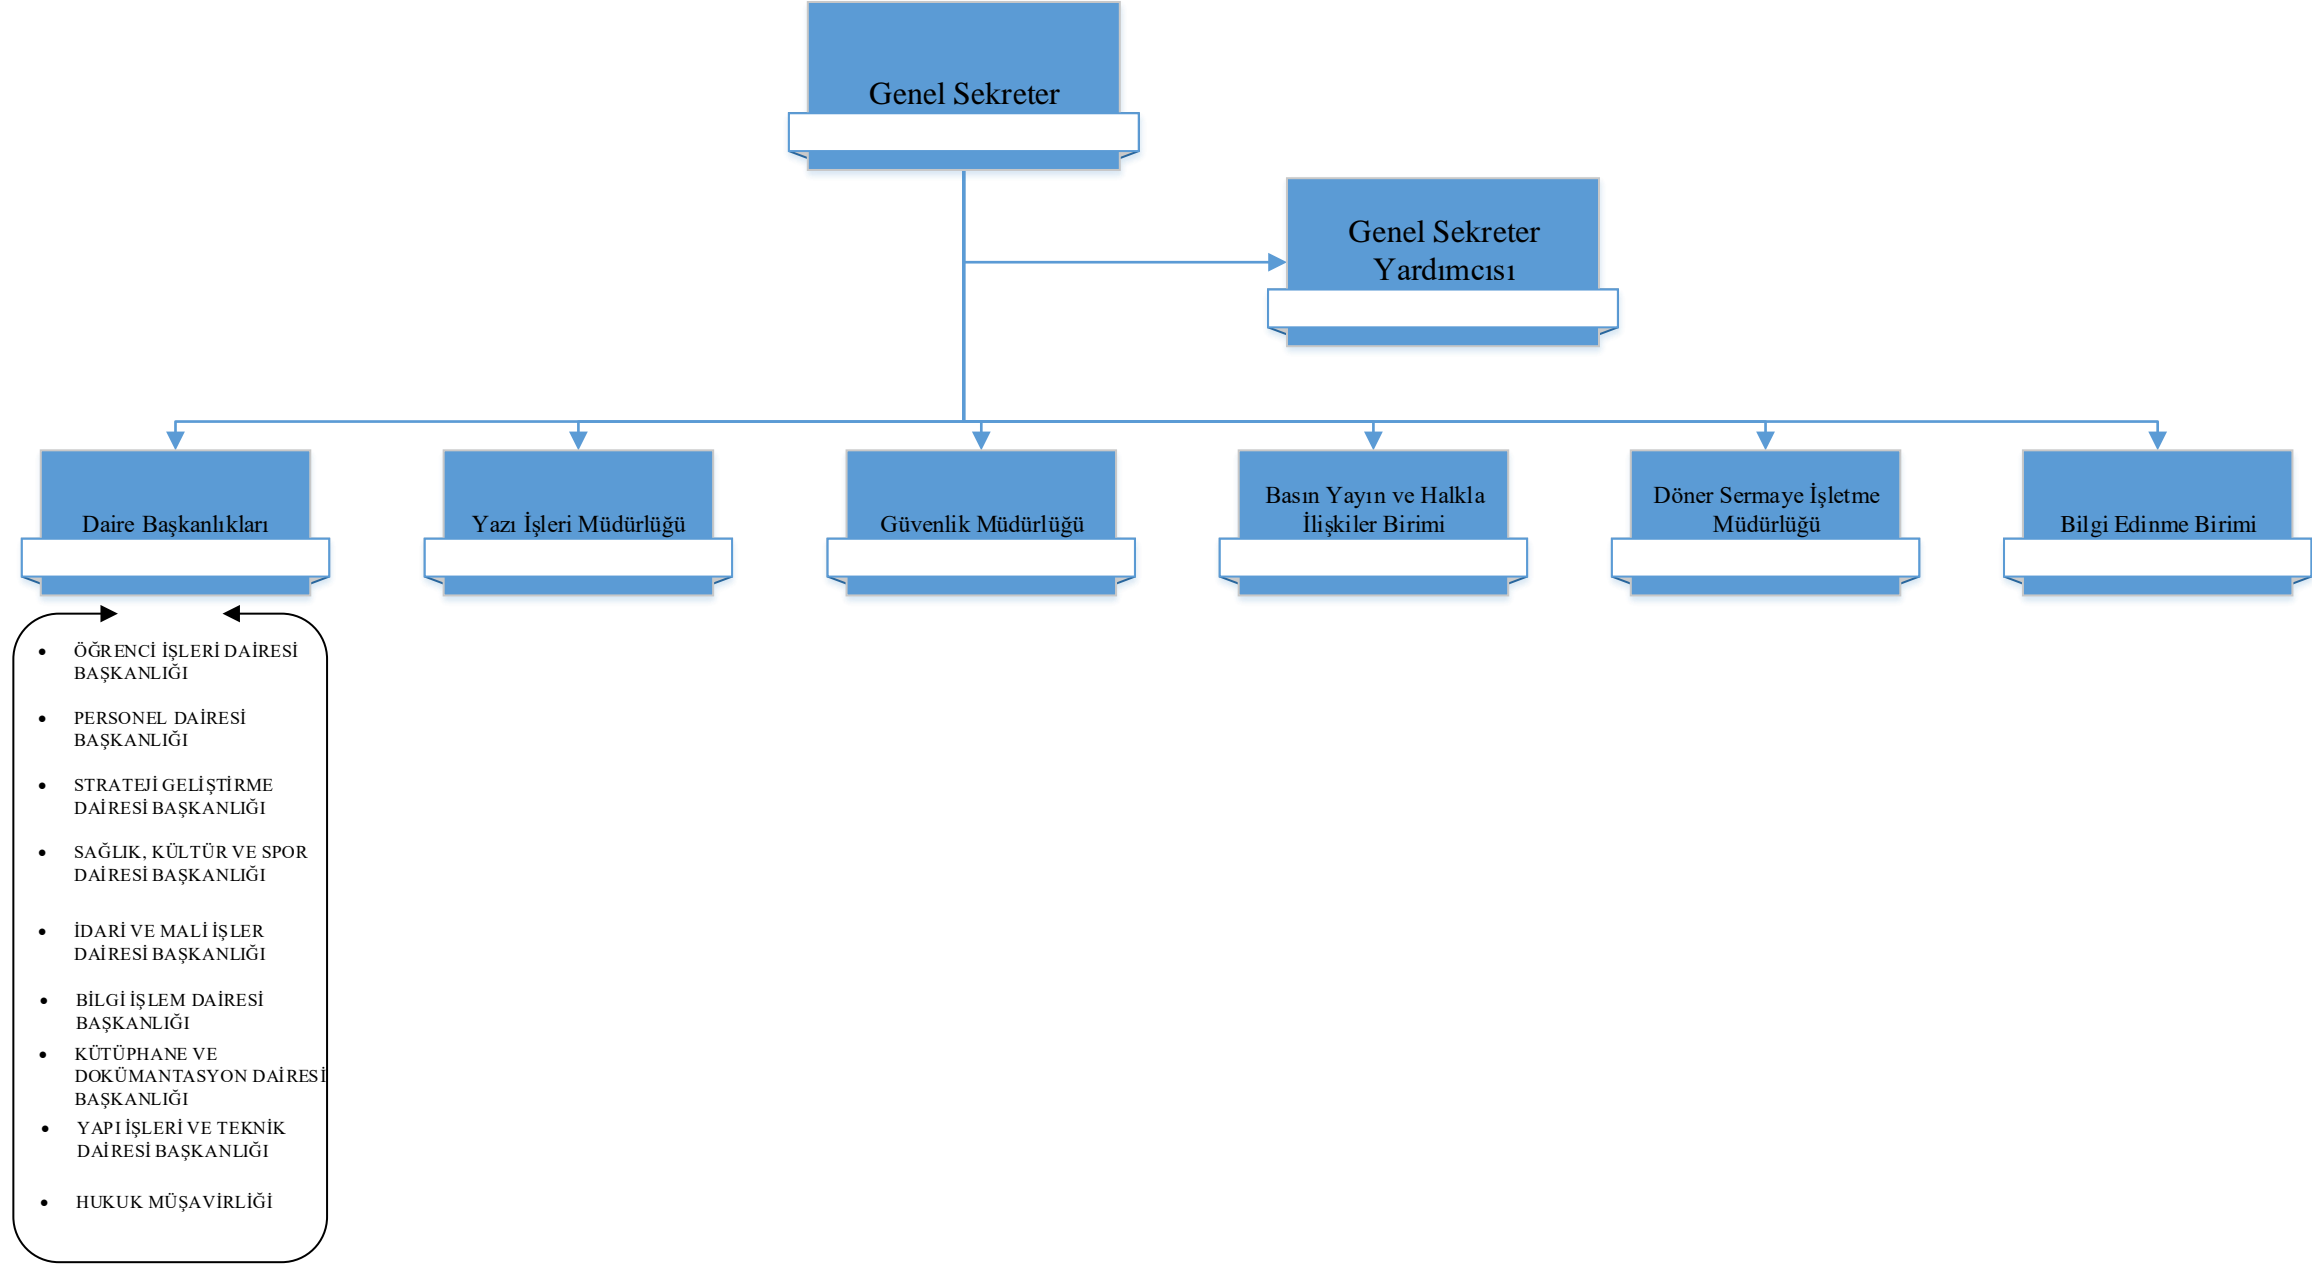 Genel Sekreter
Genel Sekreter
Yardımcısı
Daire Başkanlıkları
Yazı İşleri Müdürlüğü
Güvenlik Müdürlüğü
Basın Yayın ve Halkla
İlişkiler Birimi
Döner Sermaye İşletme
Müdürlüğü
Bilgi Edinme Birimi
• ÖĞRENCİ İŞLERİ DAİRESİ
BAŞKANLIĞI
• PERSONEL DAİRESİ
BAŞKANLIĞI
• STRATEJİ GELİŞTİRME
DAİRESİ BAŞKANLIĞI
• SAĞLIK, KÜLTÜR VE SPOR
DAİRESİ BAŞKANLIĞI
• İDARİ VE MALİ İŞLER
DAİRESİ BAŞKANLIĞI
• BİLGİ İŞLEM DAİRESİ
BAŞKANLIĞI
• KÜTÜPHANE VE
DOKÜMANTASYON DAİRESİ
BAŞKANLIĞI
• YAPI İŞLERİ VE TEKNİK
DAİRESİ BAŞKANLIĞI
• HUKUK MÜŞAVİRLİĞİ